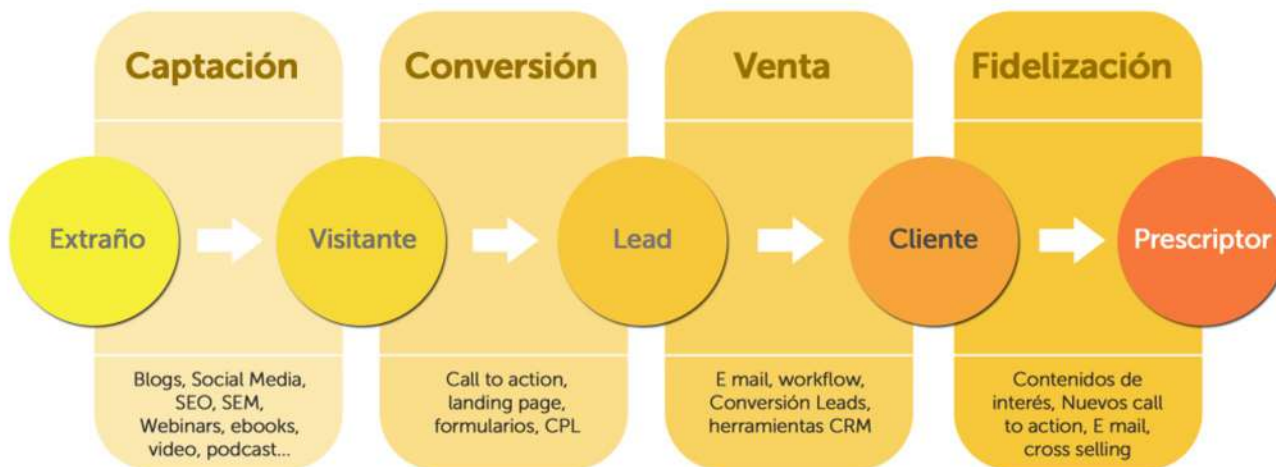 Captación
Conversión
Venta
Fidelización
Extraño
Visitante
Lead
Cliente
Prescriptor
Blogs, Social Media,
SEO, SEM,
Webinars, ebooks,
video, podcast...
Call to action,
landing page,
formularios, CPL
E mail, workflow,
Conversión Leads,
herramientas CRM
Contenidos de
interés, Nuevos call
to action, E mail,
cross selling